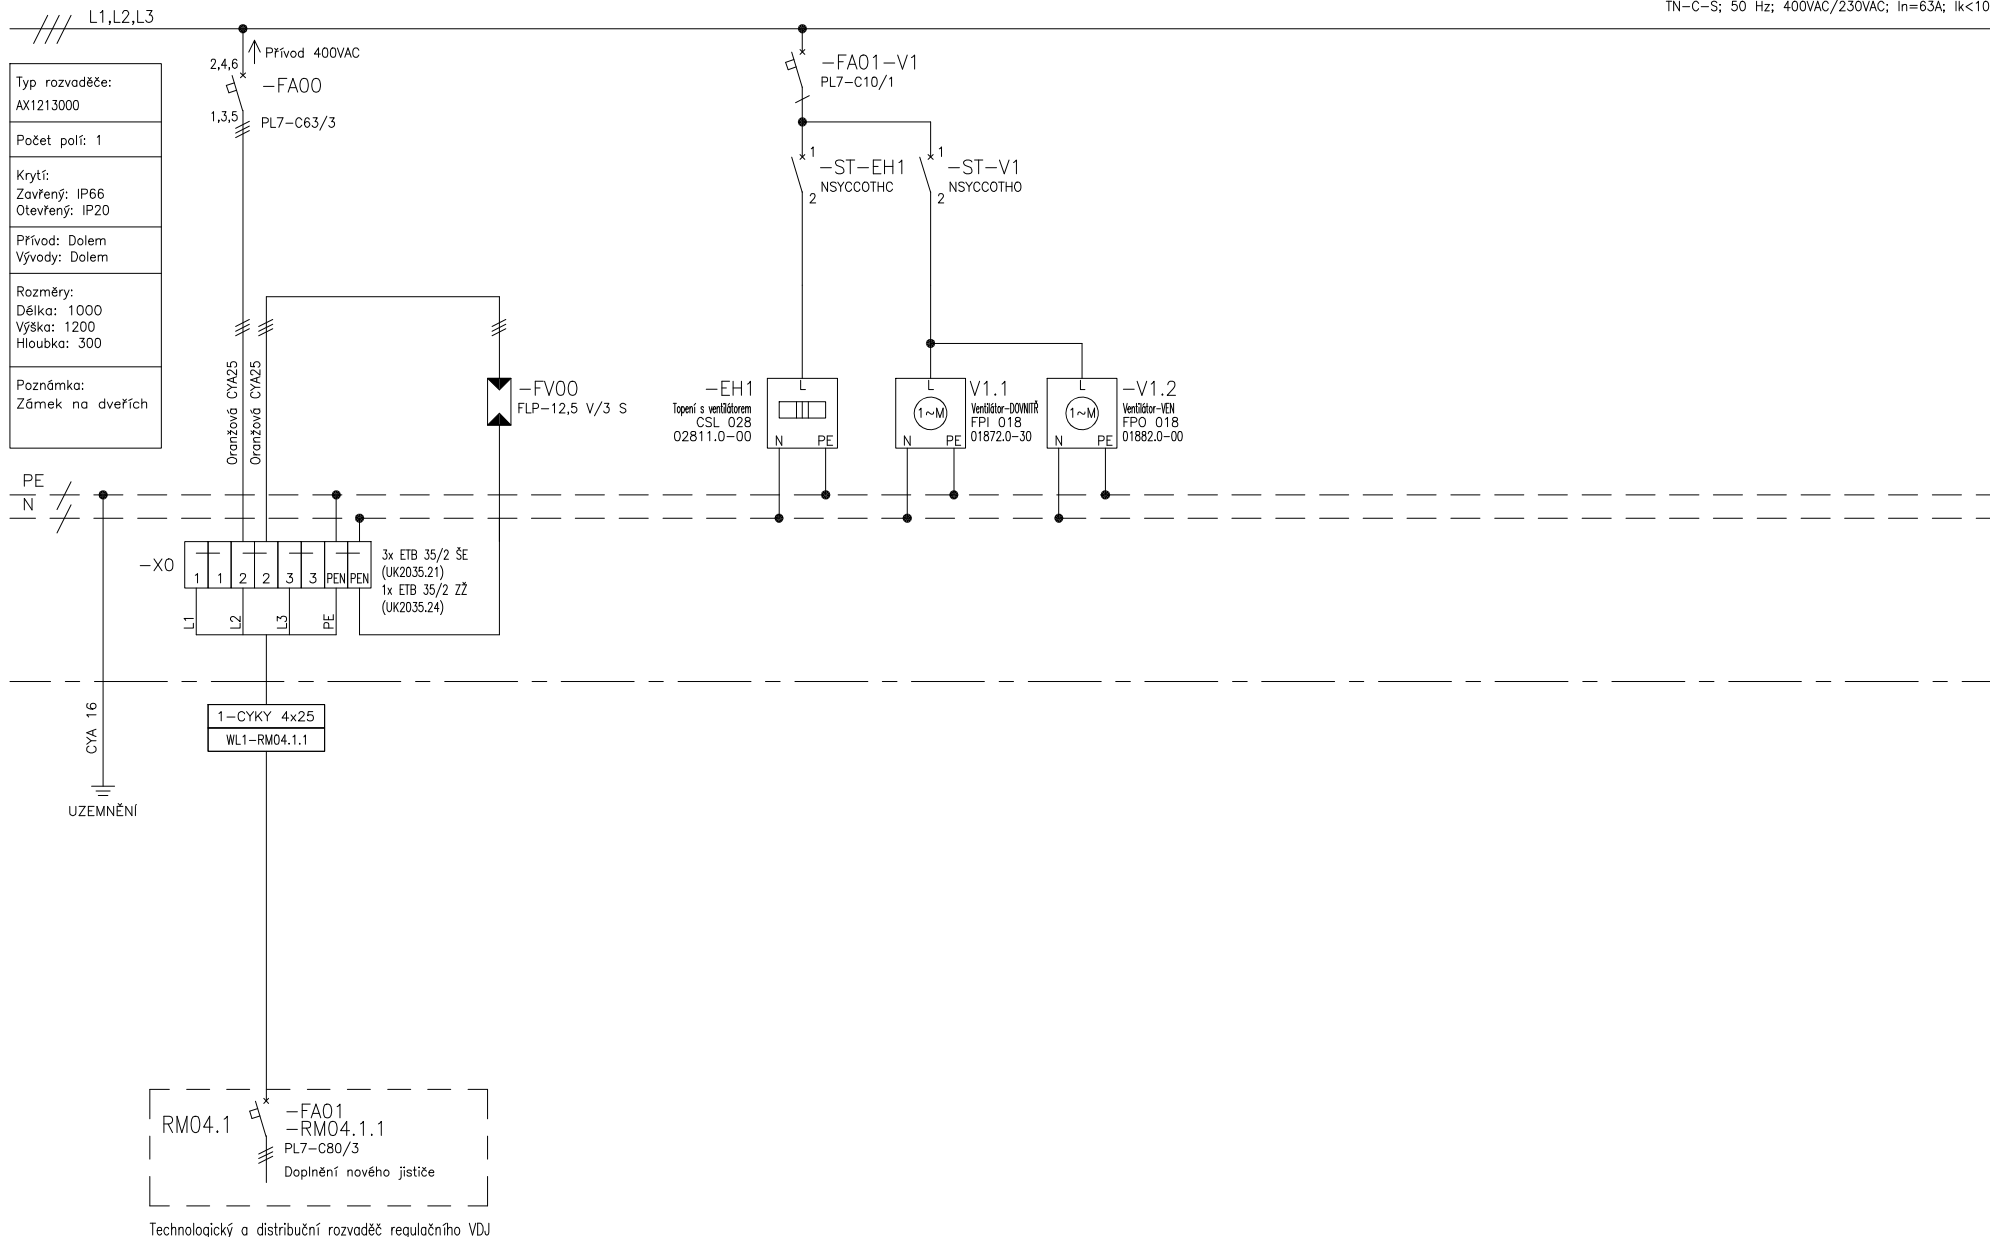 L1,L2,L3
TN-C-S; 50 Hz; 400VAC/230VAC; In=63A; Ik<10
Přívod 400VAC
2,4,6
-FA00
1,3,5
PL7-C63/3
-FA01-V1
PL7-C10/1
Typ rozvaděče:
AX1213000
Počet polí: 1
Krytí:
Zavřený: IP66
Otevřený: IP20
Přívod: Dolem
Vývody: Dolem
Rozměry:
Délka: 1000
Výška: 1200
Hloubka: 300
Poznámka:
Zámek na dveřích
1
-ST-EH1
NSYCCOTHC
2
1
-ST-V1
NSYCCOTHO
2
Oranžová CYA25
Oranžová CYA25
-FV00
FLP-12,5 V/3 S
-EH1
Topení s ventilátorem
CSL 028
02811.0-00
L
N PE
V1.1
Ventilátor-DOVNITŘ
FPI 018
01872.0-30
L
1~M
N PE
-V1.2
Ventilátor-VEN
FPO 018
01882.0-00
L
1~M
N PE
PE
N
-X0
1 1 2 2 3 3 PEN PEN
3x ETB 35/2 ŠE
(UK2035.21)
1x ETB 35/2 ZŽ
(UK2035.24)
L1 L2 L3 PE
CYA 16
UZEMNĚNÍ
1-CYKY 4x25
WL1-RM04.1.1
RM04.1
-FA01
-RM04.1.1
PL7-C80/3
Doplnění nového jističe
Technologický a distribuční rozvaděč regulačního VDJ